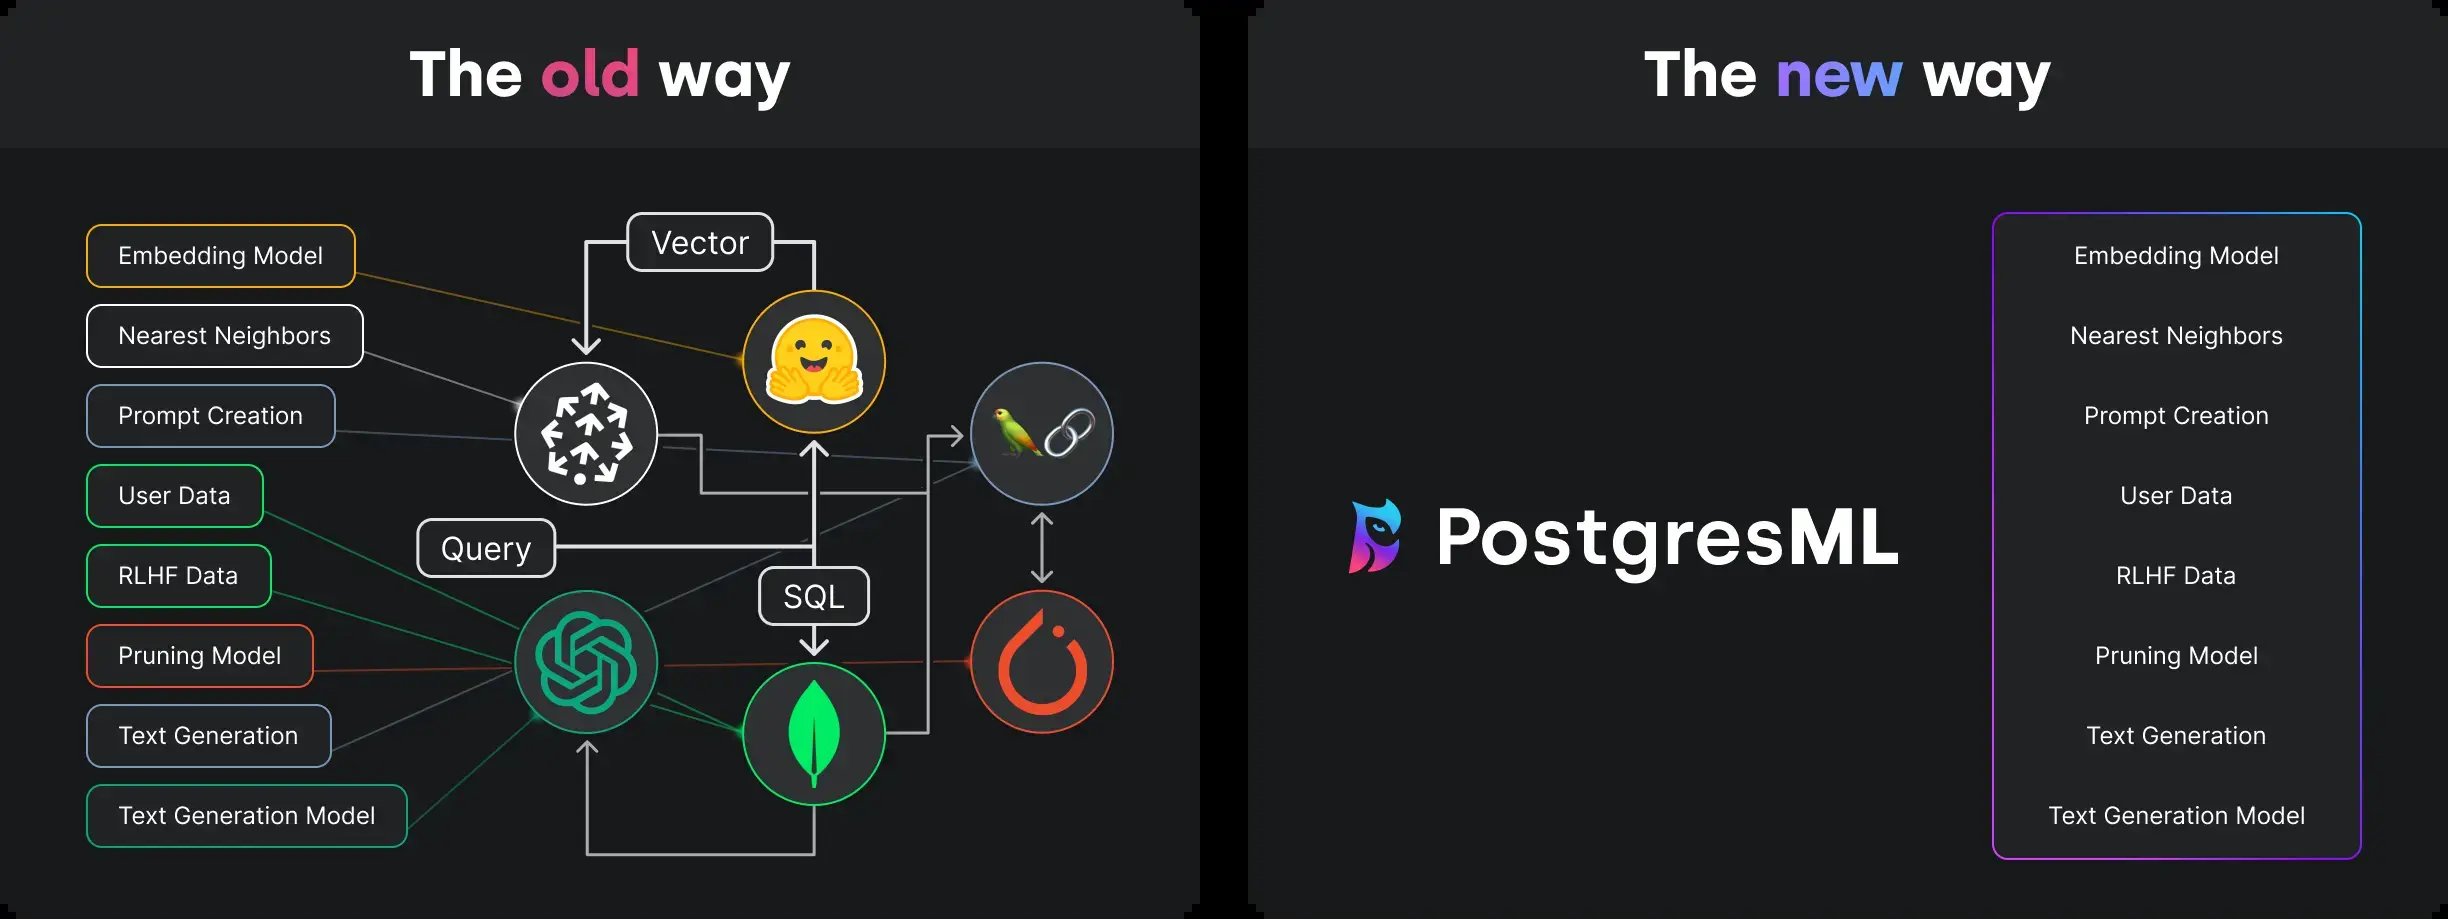 The old way
Vector
Embedding Model
Nearest Neighbors
Prompt Creation
User Data
Query
RLHF Data
SQL
Pruning Model
Text Generation
Text Generation Model
The new way
PostgresML
Embedding Model
Nearest Neighbors
Prompt Creation
User Data
RLHF Data
Pruning Model
Text Generation
Text Generation Model